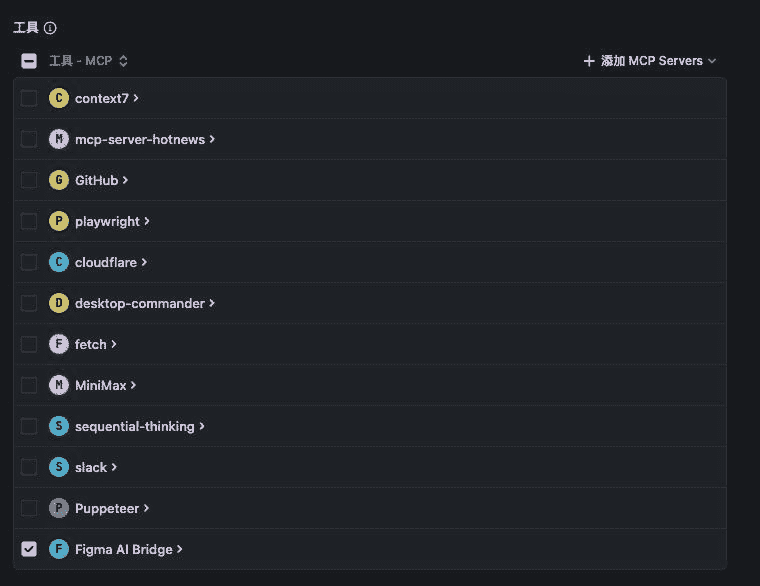 工具
工具 - MCP
添加 MCP Servers
C context7
M mcp-server-hotnews
G GitHub
P playwright
C cloudflare
D desktop-commander
F fetch
M MiniMax
S sequential-thinking
S slack
P Puppeteer
F Figma AI Bridge